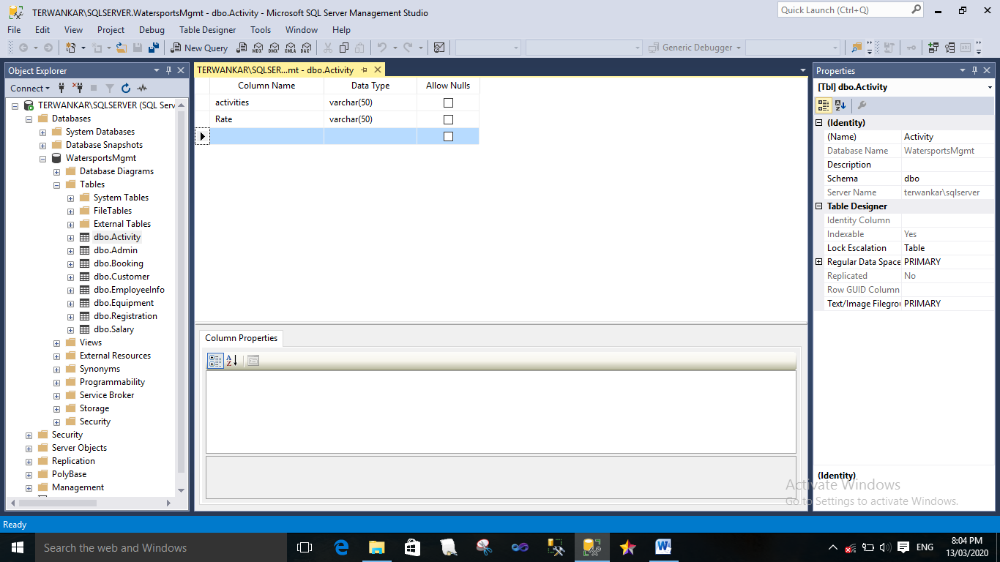 TERWANKAR\SQLSERVER.WatersportsMgmt - dbo.Activity - Microsoft SQL Server Management Studio
Quick Launch (Ctrl+Q)
File Edit View Project Debug Table Designer Tools Window Help
New Query MDX DMX XMLA DAX Generic Debugger
Object Explorer
Connect
TERWANKAR\SQLSERVER (SQL Serv
Databases
System Databases
Database Snapshots
WatersportsMgmt
Database Diagrams
Tables
System Tables
FileTables
External Tables
dbo.Activity
dbo.Admin
dbo.Booking
dbo.Customer
dbo.EmployeeInfo
dbo.Equipment
dbo.Registration
dbo.Salary
Views
External Resources
Synonyms
Programmability
Service Broker
Storage
Security
Security
Server Objects
Replication
PolyBase
Management
TERWANKAR\SQLSER...mt - dbo.Activity
Column Name Data Type Allow Nulls
activities varchar(50)
Rate varchar(50)
Column Properties
Properties
[Tbl] dbo.Activity
(Identity)
(Name) Activity
Database Name WatersportsMgmt
Description
Schema dbo
Server Name terwankar\sqlserver
Table Designer
Identity Column
Indexable Yes
Lock Escalation Table
Regular Data Space PRIMARY
Replicated No
Row GUID Column
Text/Image Filegrou PRIMARY
(Identity)
Activate Windows
Go to Settings to activate Windows.
Ready
Search the web and Windows
ENG
8:04 PM
13/03/2020